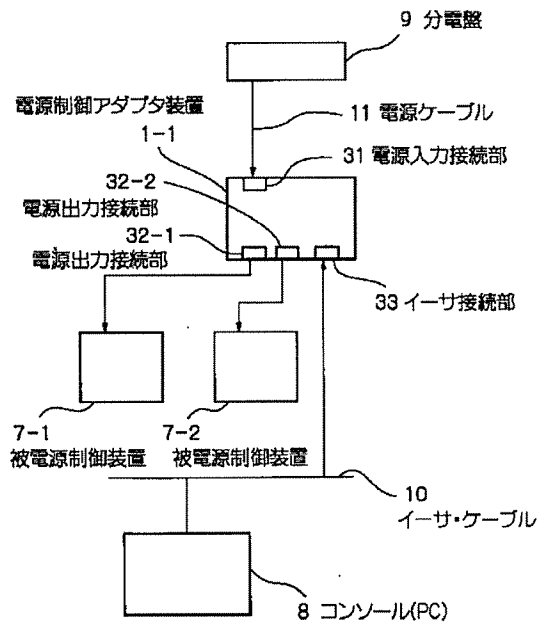 9 分電盤
電源制御アダプタ装置
1-1
11 電源ケーブル
31 電源入力接続部
32-2
電源出力接続部
32-1
電源出力接続部
33 イーサ接続部
7-1
被電源制御装置
7-2
被電源制御装置
10
イーサ・ケーブル
8 コンソール(PC)